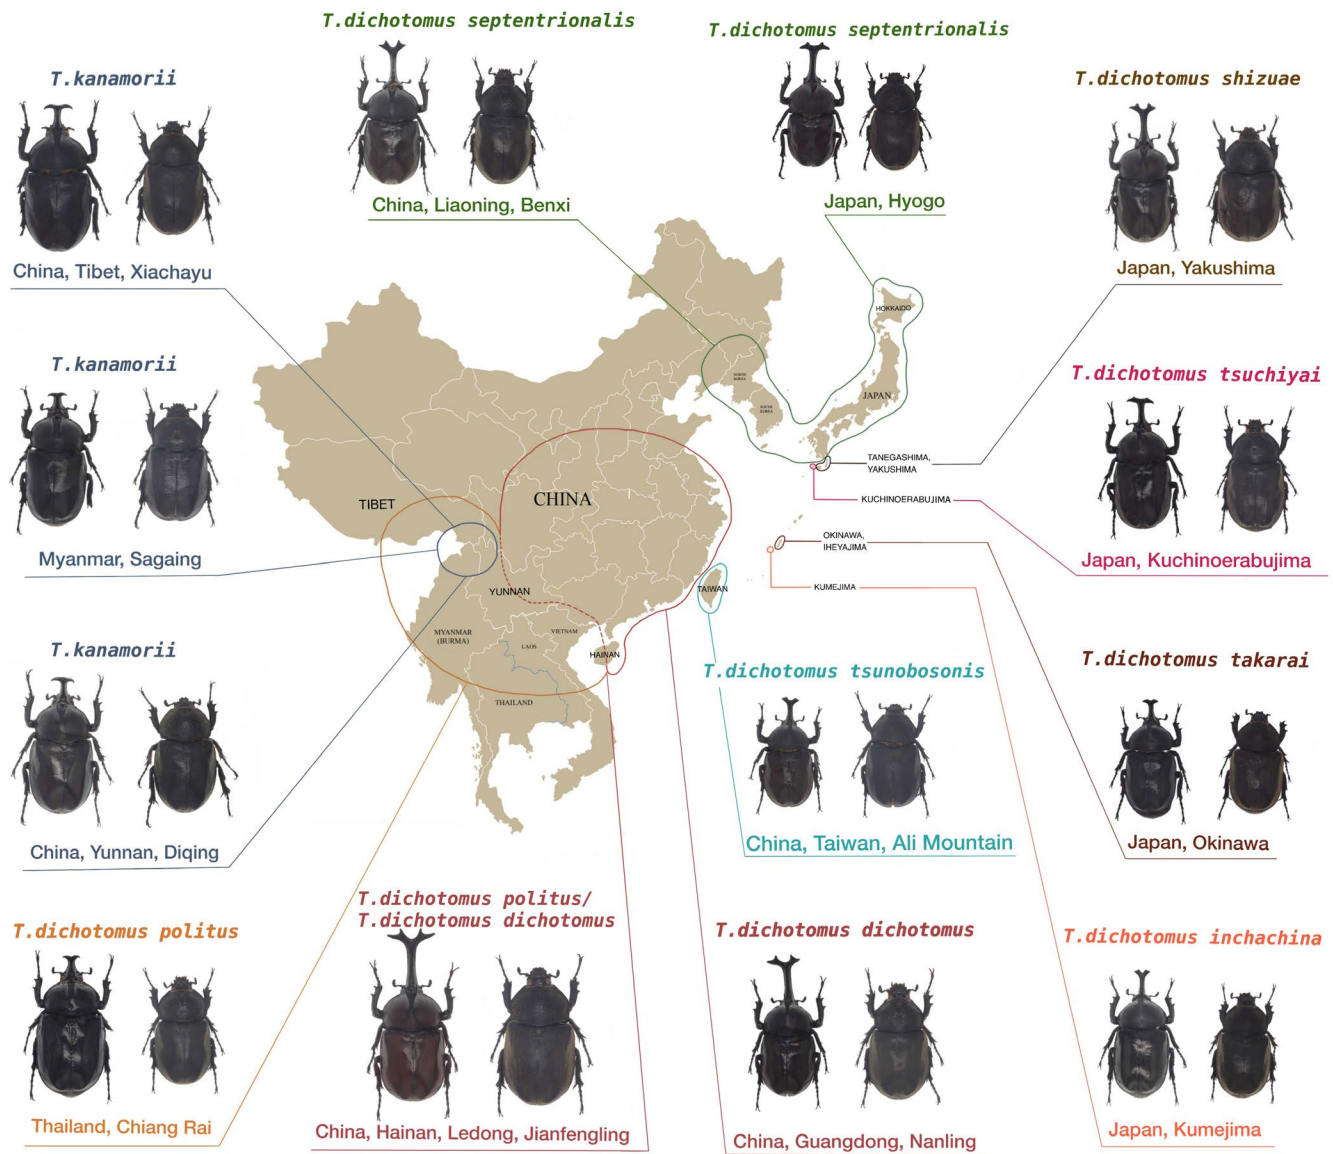 T.dichotomus septentrionalis
T.dichotomus septentrionalis
T.kanamorii
T.dichotomus shizuae
China, Liaoning, Benxi
Japan, Hyogo
China, Tibet, Xiachayu
Japan, Yakushima
HOKKAIDO
T.kanamorii
T.dichotomus tsuchiyai
NORTH
KOREA
SOUTH
KOREA
JAPAN
TANEGASHIMA,
YAKUSHIMA
KUCHINOERABUJIMA
TIBET
CHINA
OKINAWA,
IHEYAJIMA
Myanmar, Sagaing
Japan, Kuchinoerabujima
YUNNAN
TAIWAN
KUMEJIMA
MYANMAR
(BURMA)
LAOS
VIETNAM
HAINAN
T.kanamorii
T.dichotomus tsunobosonis
T.dichotomus takarai
THAILAND
China, Yunnan, Diqing
China, Taiwan, Ali Mountain
Japan, Okinawa
T.dichotomus politus
T.dichotomus politus/
T.dichotomus dichotomus
T.dichotomus dichotomus
T.dichotomus inchachina
Thailand, Chiang Rai
China, Hainan, Ledong, Jianfengling
China, Guangdong, Nanling
Japan, Kumejima